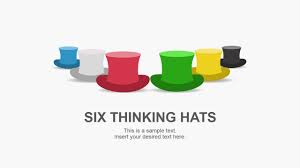 SIX THINKING HATS
This is a sample text.
Insert your desired text here.